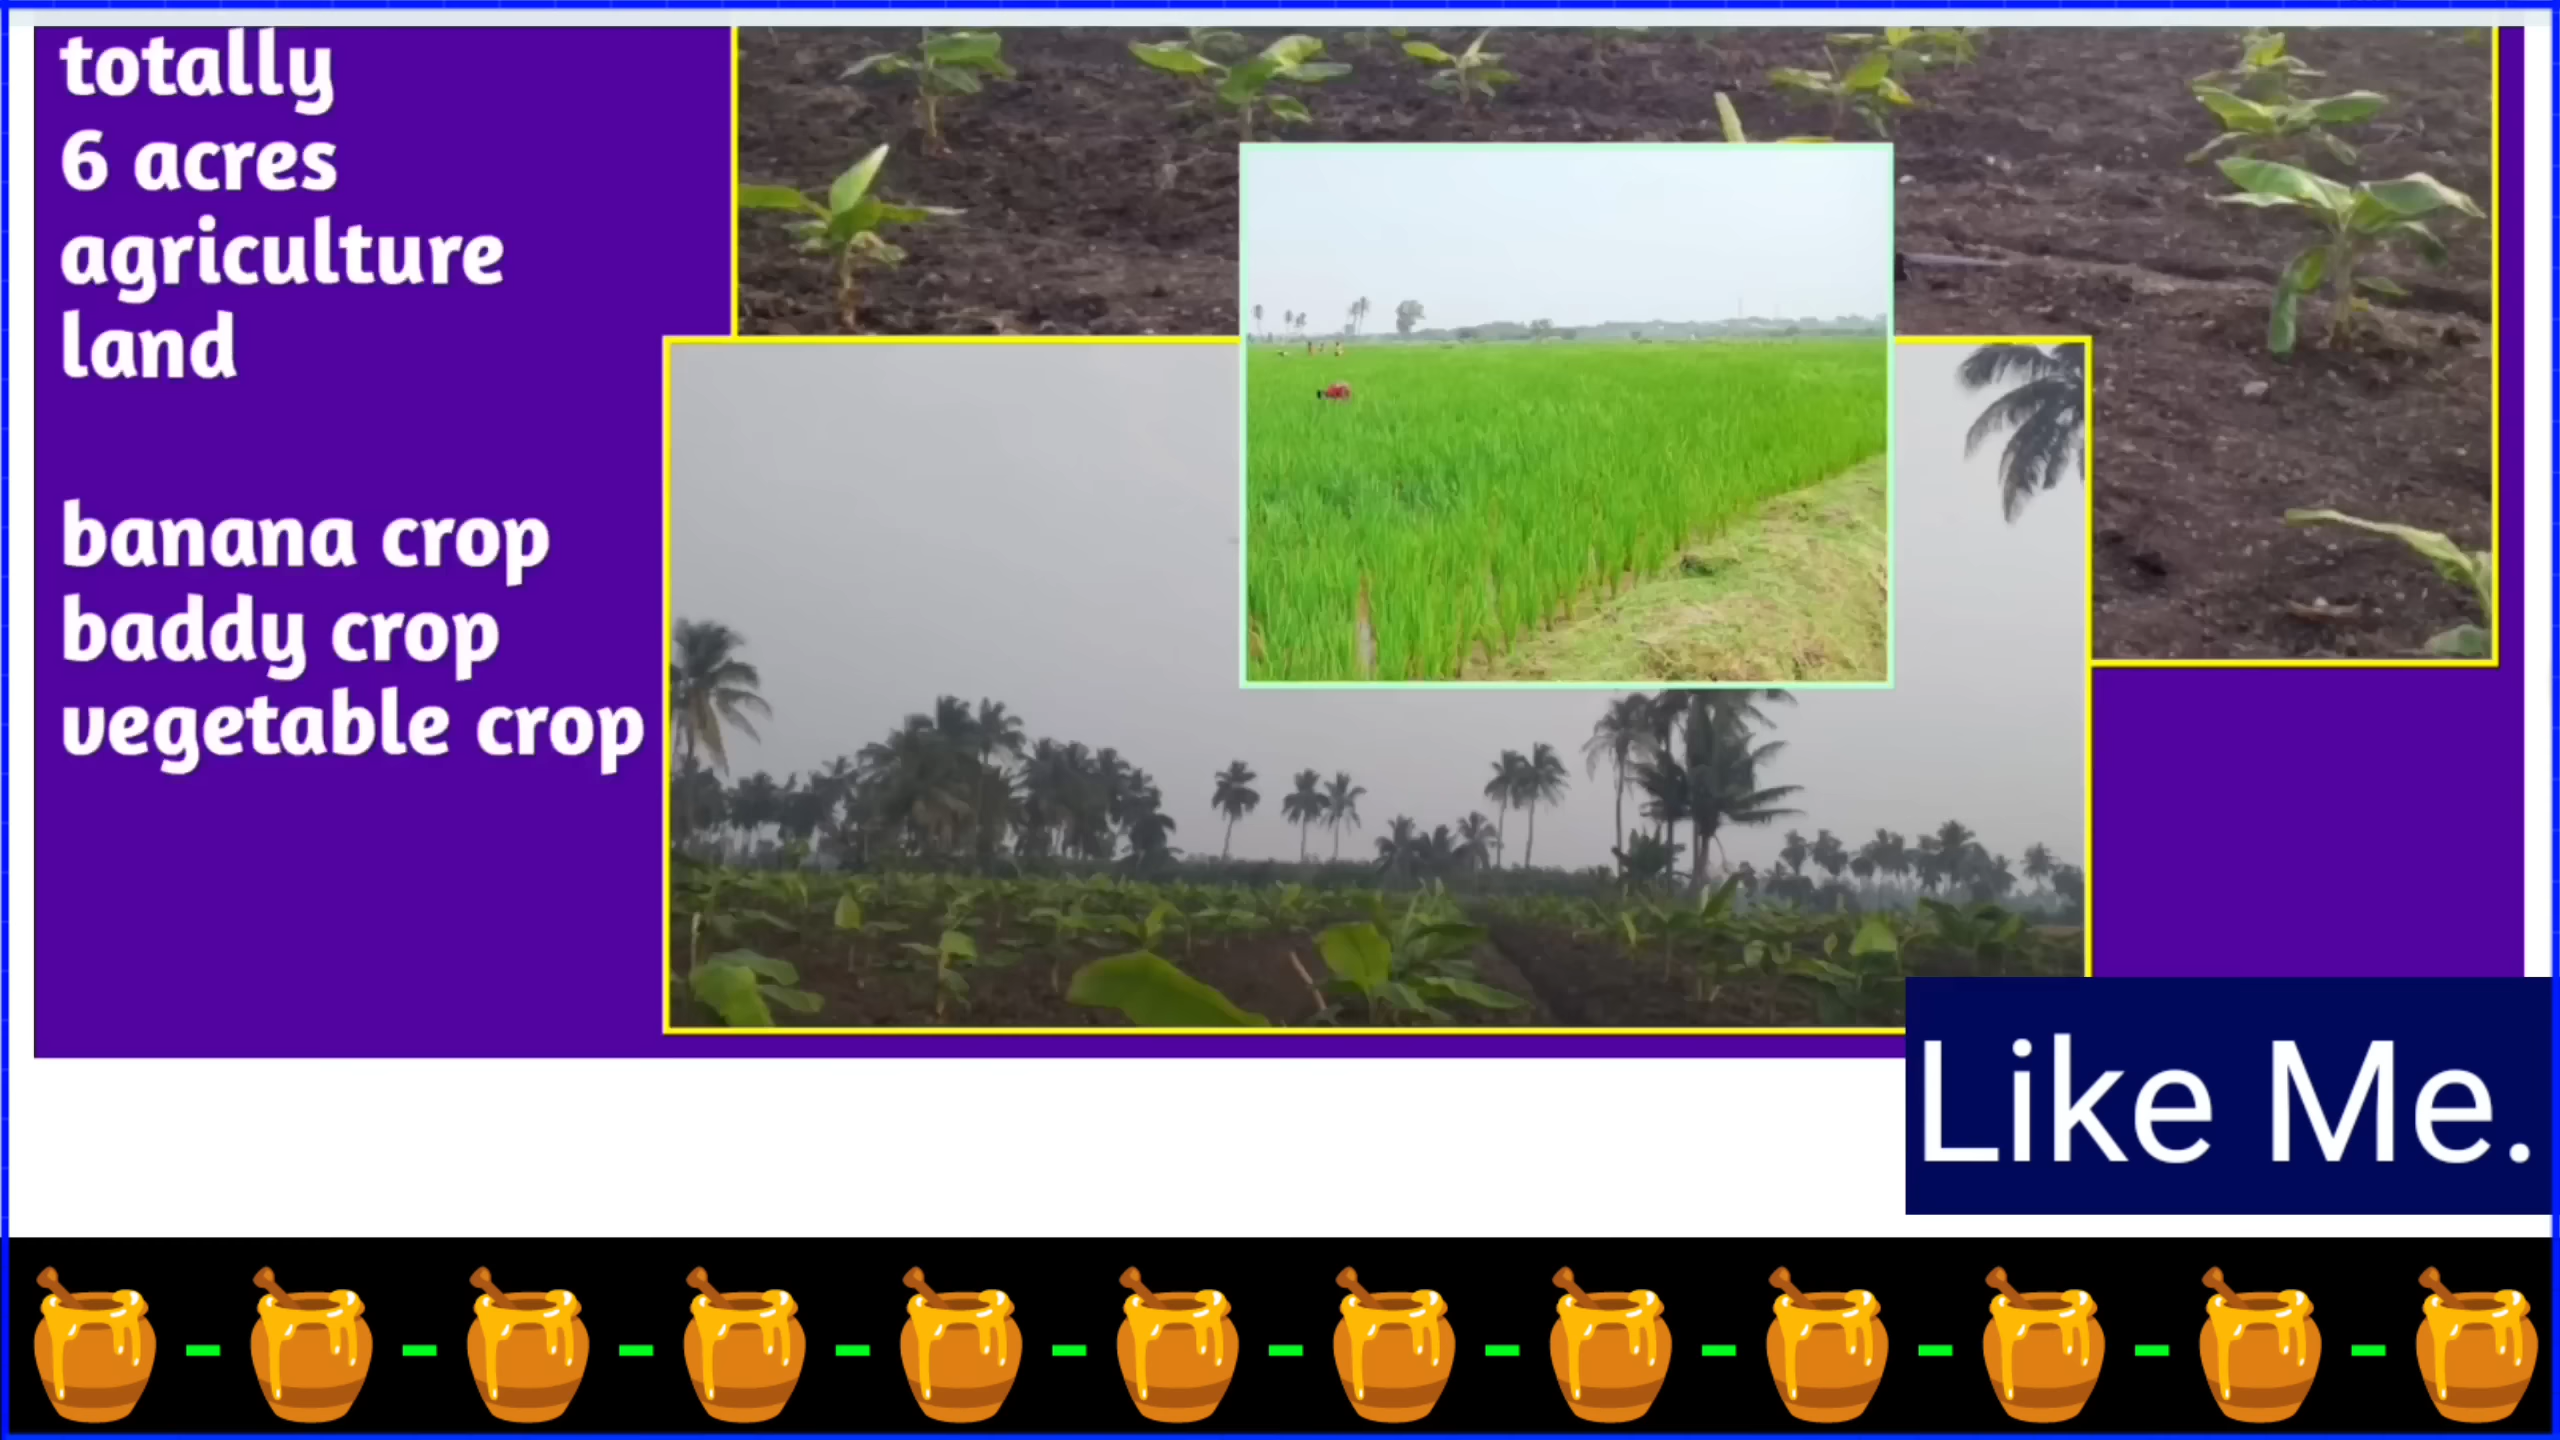 totally
6 acres
agriculture
land
banana crop
baddy crop
vegetable crop
Like Me.